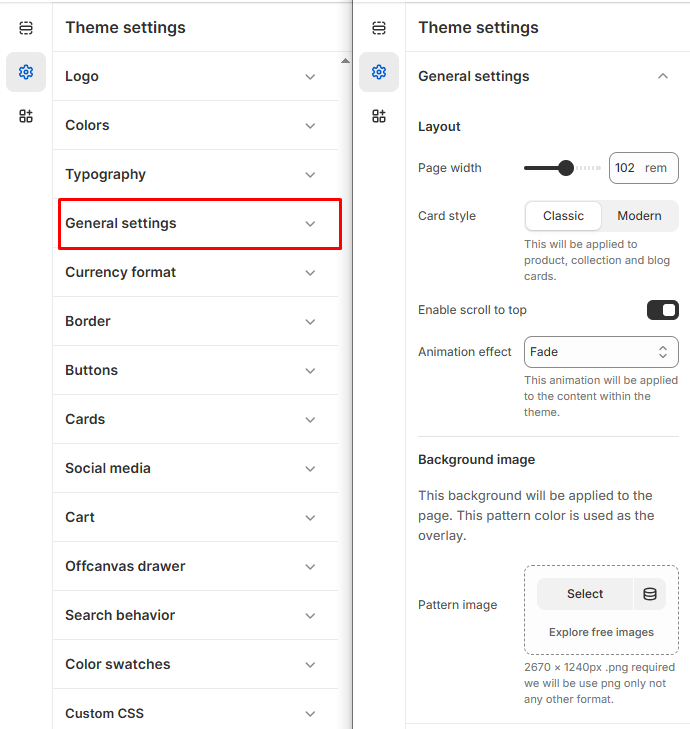 Theme settings
Logo
Colors
Typography
General settings
Currency format
Border
Buttons
Cards
Social media
Cart
Offcanvas drawer
Search behavior
Color swatches
Custom CSS
Theme settings
General settings
Layout
Page width
102 rem
Card style
Classic Modern
This will be applied to
product, collection and blog
cards.
Enable scroll to top
Animation effect
Fade
This animation will be applied
to the content within the
theme.
Background image
This background will be applied to the
page. This pattern color is used as the
overlay.
Pattern image
Select
Explore free images
2670 × 1240px .png required
we will be use png only not
any other format.